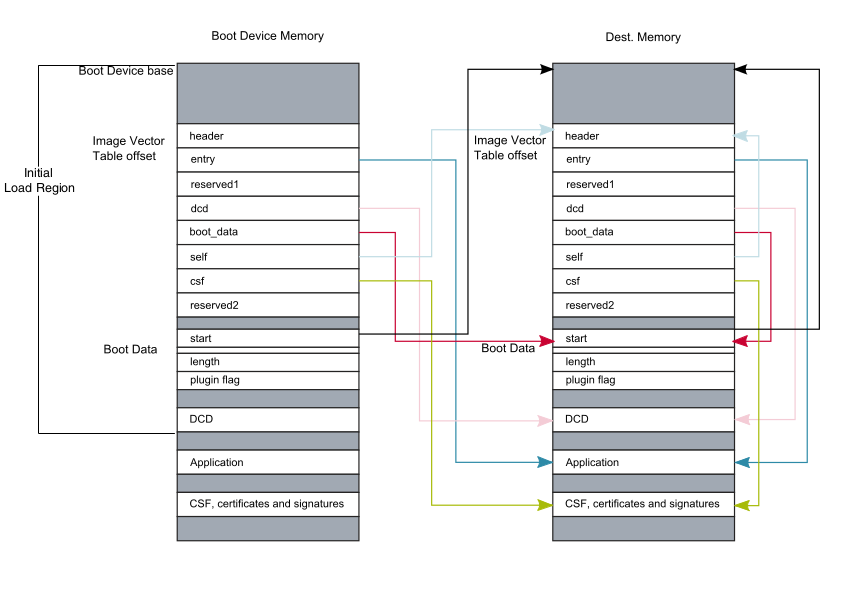 Boot Device Memory
Dest. Memory
Boot Device base
Image Vector
Table offset
Initial
Load Region
header
entry
reserved1
dcd
boot_data
self
csf
reserved2
Boot Data
start
length
plugin flag
DCD
Application
CSF, certificates and signatures
Image Vector
Table offset
header
entry
reserved1
dcd
boot_data
self
csf
reserved2
Boot Data
start
length
plugin flag
DCD
Application
CSF, certificates and signatures